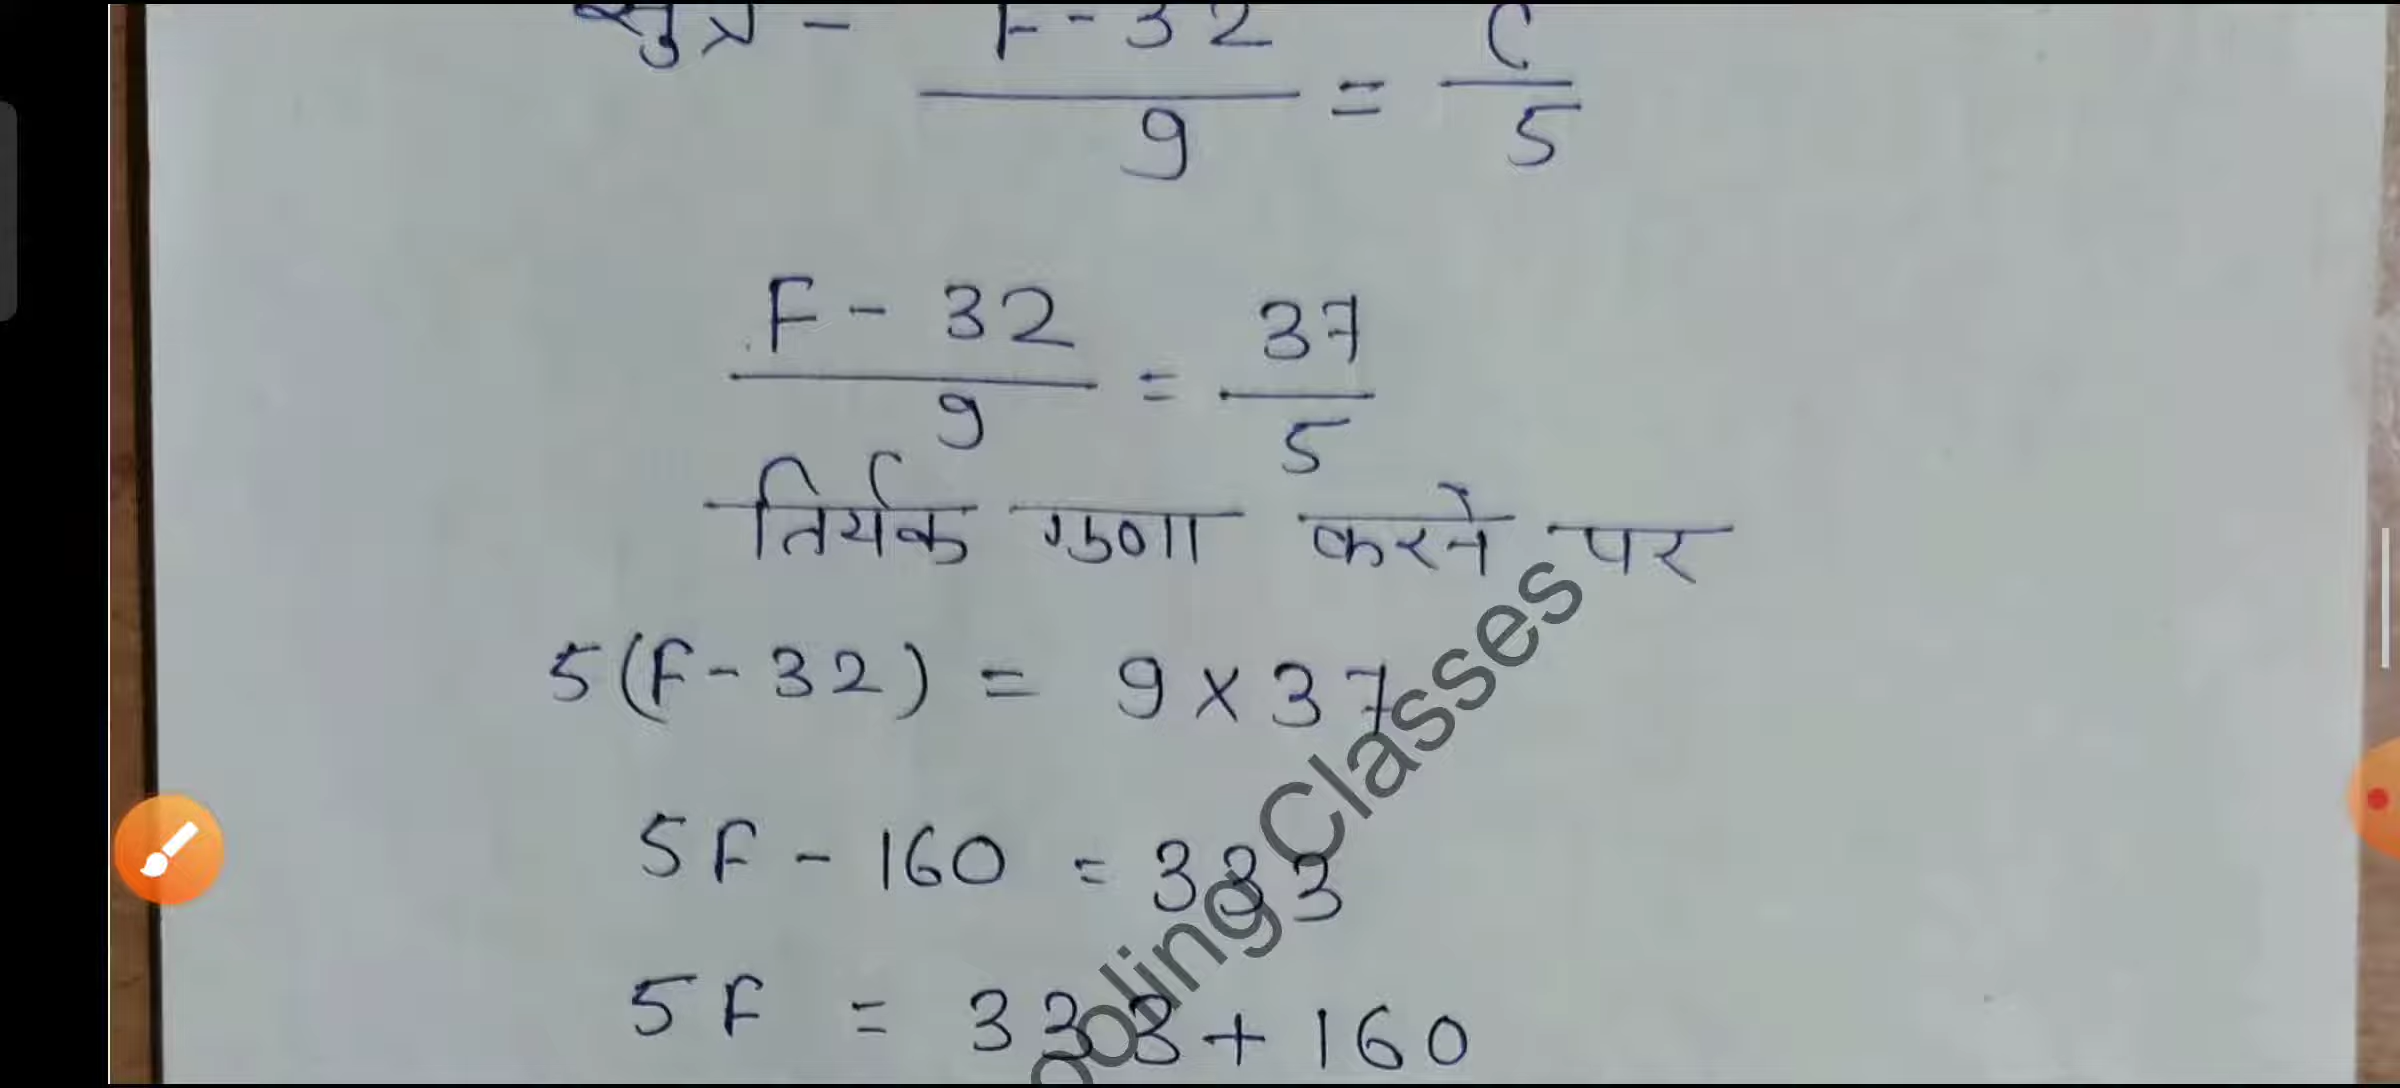 सुत्र - F-32/9 = C/5
F - 32/9 = 37/5
तिर्यक गुणा करने पर
5(F-32) = 9 × 37
5F - 160 = 333
5F = 333 + 160
ooling Classes